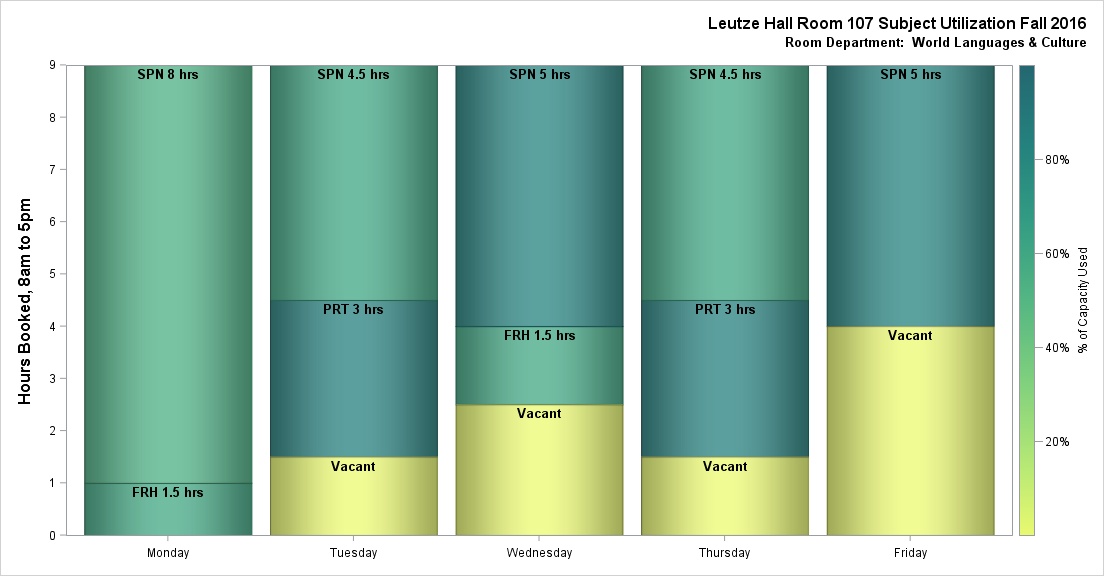 Leutze Hall Room 107 Subject Utilization Fall 2016
Room Department:  World Languages & Culture
Hours Booked, 8am to 5pm
9
8
7
6
5
4
3
2
1
0
SPN 8 hrs
FRH 1.5 hrs
SPN 4.5 hrs
PRT 3 hrs
Vacant
SPN 5 hrs
FRH 1.5 hrs
Vacant
SPN 4.5 hrs
PRT 3 hrs
Vacant
SPN 5 hrs
Vacant
Monday
Tuesday
Wednesday
Thursday
Friday
80%
60%
40%
20%
% of Capacity Used